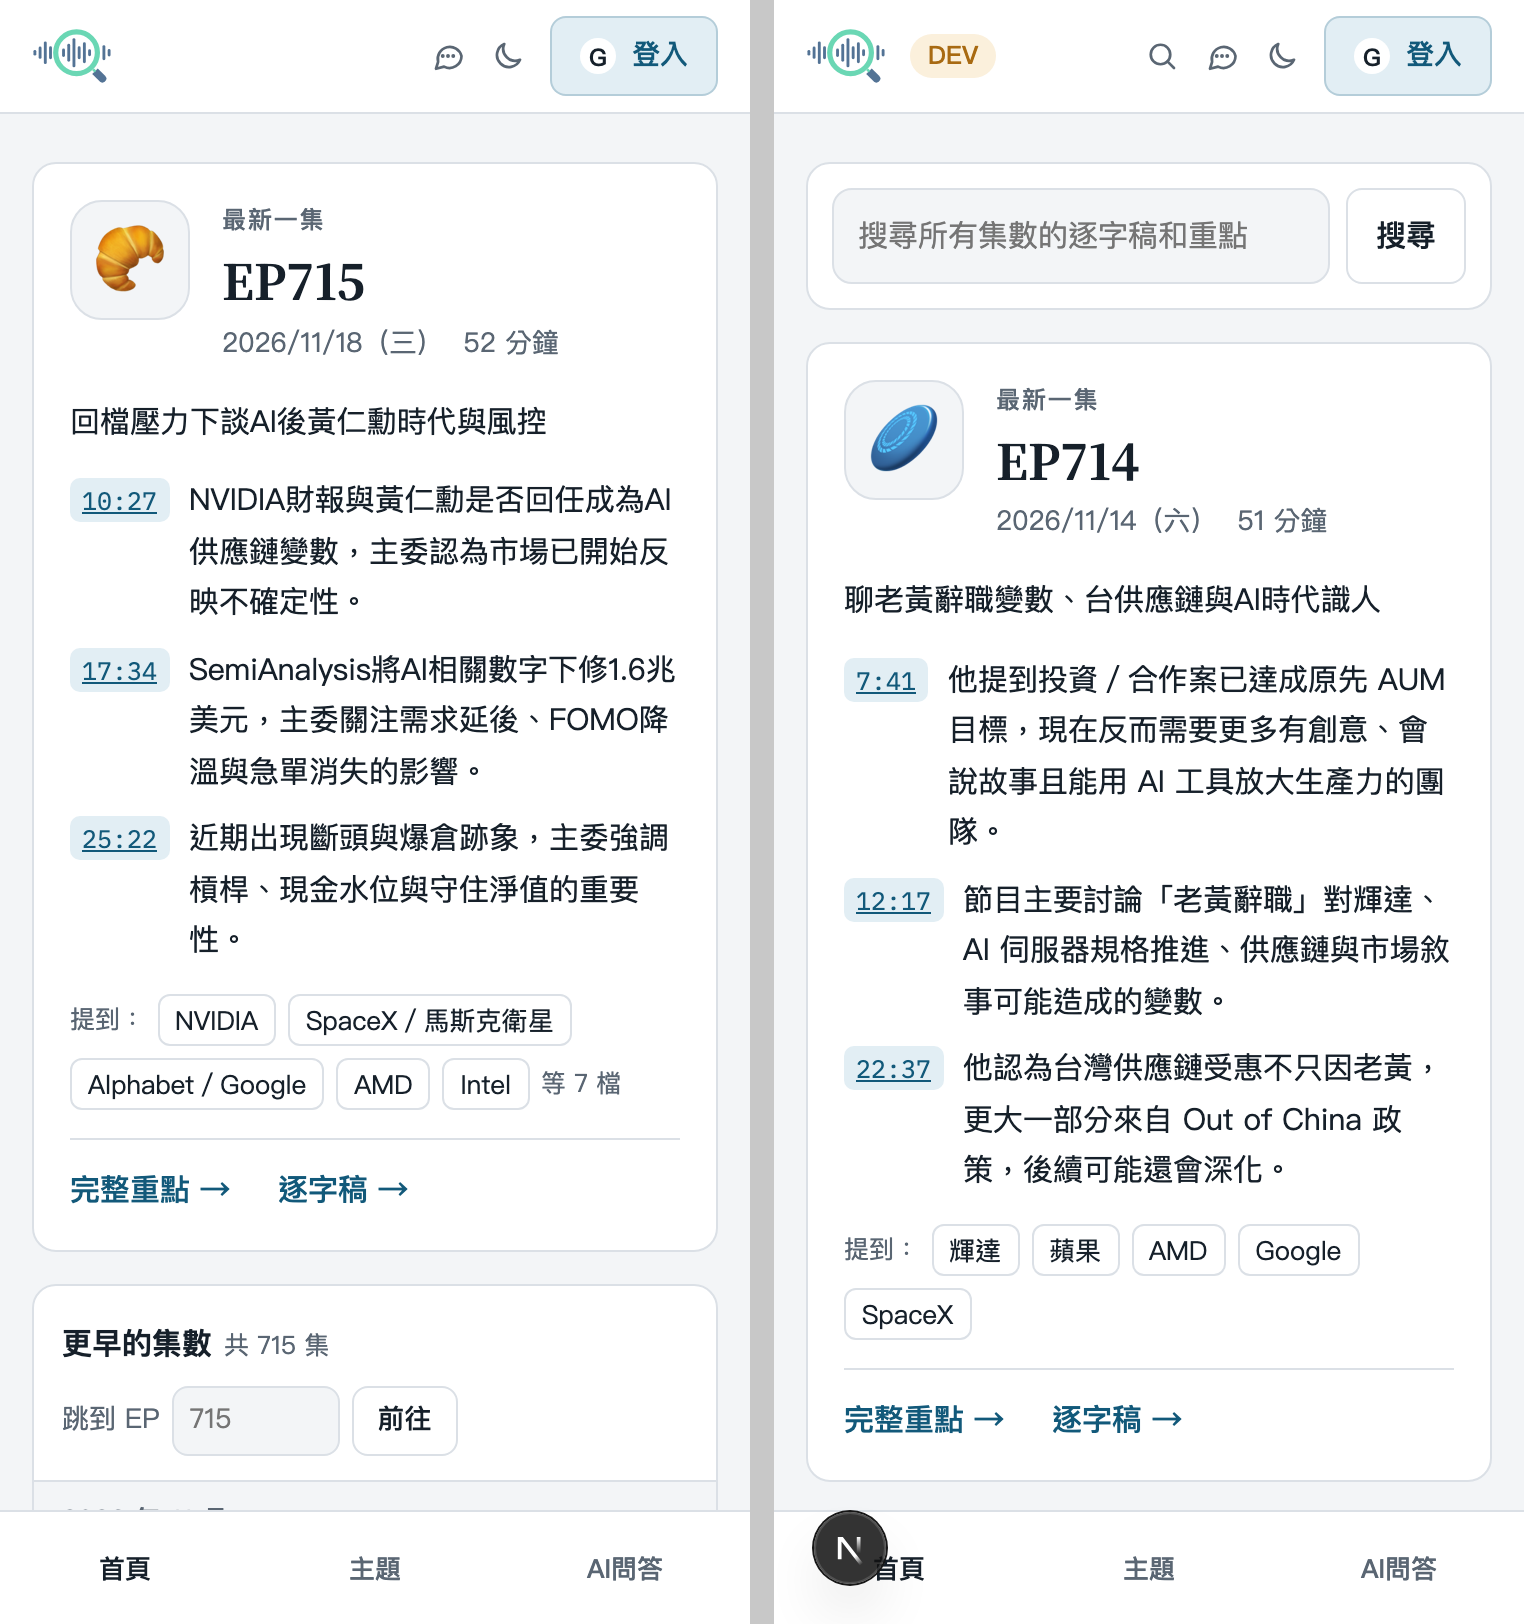 G 登入
最新一集
EP715
2026/11/18（三） 52 分鐘
回檔壓力下談AI後黃仁勳時代與風控
10:27 NVIDIA財報與黃仁勳是否回任成為AI
供應鏈變數，主委認為市場已開始反
映不確定性。
17:34 SemiAnalysis將AI相關數字下修1.6兆
美元，主委關注需求延後、FOMO降
溫與急單消失的影響。
25:22 近期出現斷頭與爆倉跡象，主委強調
槓桿、現金水位與守住淨值的重要
性。
提到： NVIDIA SpaceX / 馬斯克衛星
Alphabet / Google AMD Intel 等 7 檔
完整重點 → 逐字稿 →
更早的集數 共 715 集
跳到 EP 715 前往
首頁 主題 AI問答
DEV G 登入
搜尋所有集數的逐字稿和重點 搜尋
最新一集
EP714
2026/11/14（六） 51 分鐘
聊老黃辭職變數、台供應鏈與AI時代識人
7:41 他提到投資 / 合作案已達成原先 AUM
目標，現在反而需要更多有創意、會
說故事且能用 AI 工具放大生產力的團
隊。
12:17 節目主要討論「老黃辭職」對輝達、
AI 伺服器規格推進、供應鏈與市場敘
事可能造成的變數。
22:37 他認為台灣供應鏈受惠不只因老黃，
更大一部分來自 Out of China 政
策，後續可能還會深化。
提到： 輝達 蘋果 AMD Google
SpaceX
完整重點 → 逐字稿 →
N 首頁 主題 AI問答